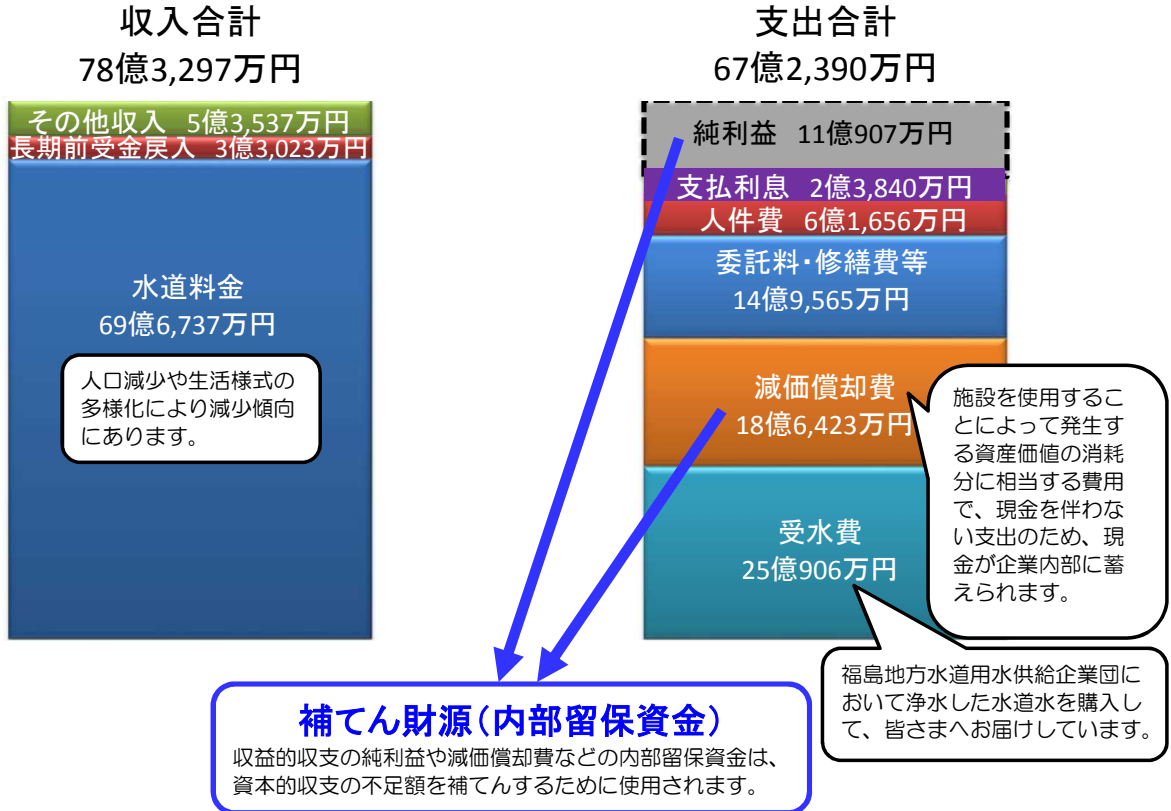 収入合計
78億3,297万円
その他収入 5億3,537万円
長期前受金戻入 3億3,023万円
水道料金
69億6,737万円
人口減少や生活様式の
多様化により減少傾向
にあります。
支出合計
67億2,390万円
純利益 11億907万円
支払利息 2億3,840万円
人件費 6億1,656万円
委託料・修繕費等
14億9,565万円
減価償却費
18億6,423万円
施設を使用するこ
とによって発生す
る資産価値の消耗
分に相当する費用
で、現金を伴わな
い支出のため、現
金が企業内部に蓄
えられます。
受水費
25億906万円
福島地方水道用水供給企業団に
おいて浄水した水道水を購入し
て、皆さまへお届けしています。
補てん財源(内部留保資金)
収益的収支の純利益や減価償却費などの内部留保資金は、
資本的収支の不足額を補てんするために使用されます。